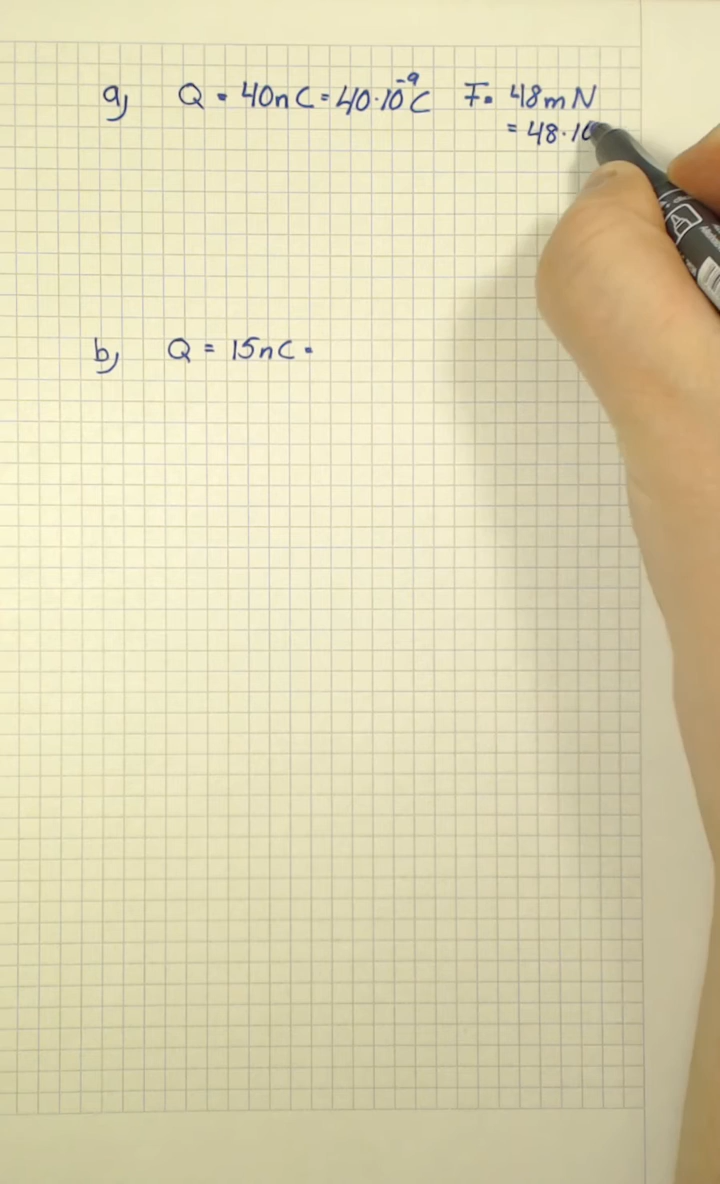 a) Q = 40nC = 40·10⁻⁹C F = 48mN
= 48·10
b) Q = 15nC =